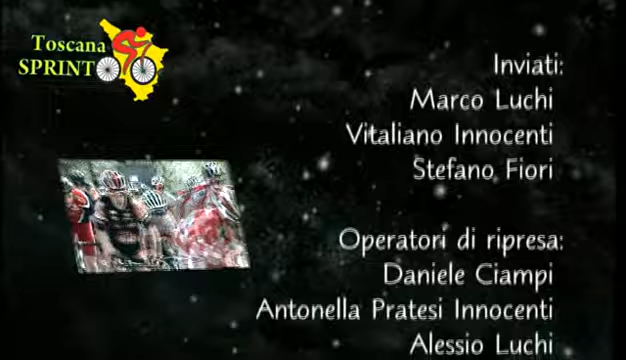 Toscana
SPRINT
Inviati:
Marco Luchi
Vitaliano Innocenti
Stefano Fiori
Operatori di ripresa:
Daniele Ciampi
Antonella Pratesi Innocenti
Alessio Luchi